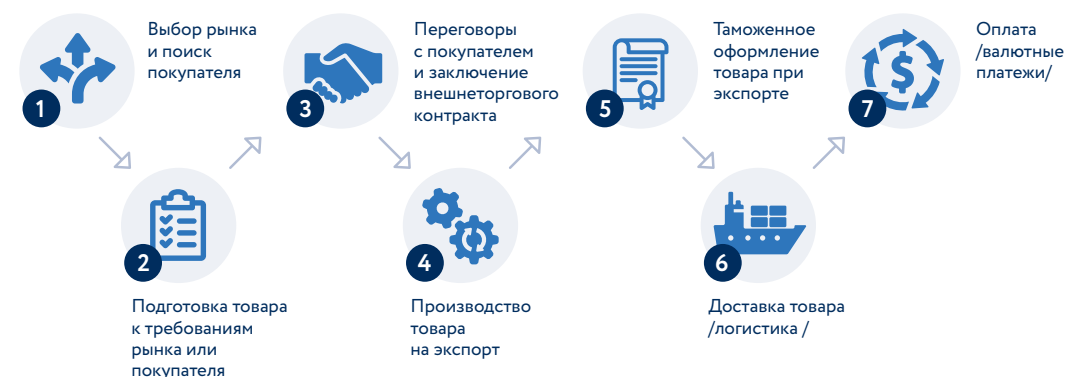 1
Выбор рынка
и поиск
покупателя
2
Подготовка товара
к требованиям
рынка или
покупателя
3
Переговоры
с покупателем
и заключение
внешнеторгового
контракта
4
Производство
товара
на экспорт
5
Таможенное
оформление
товара при
экспорте
6
Доставка товара
/логистика /
7
Оплата
/валютные
платежи/
$